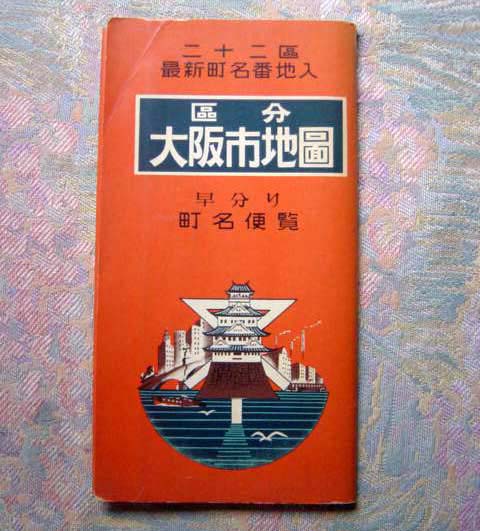 二十二區
最新町名番地入
區分
大阪市地圖
早分り
町名便覧